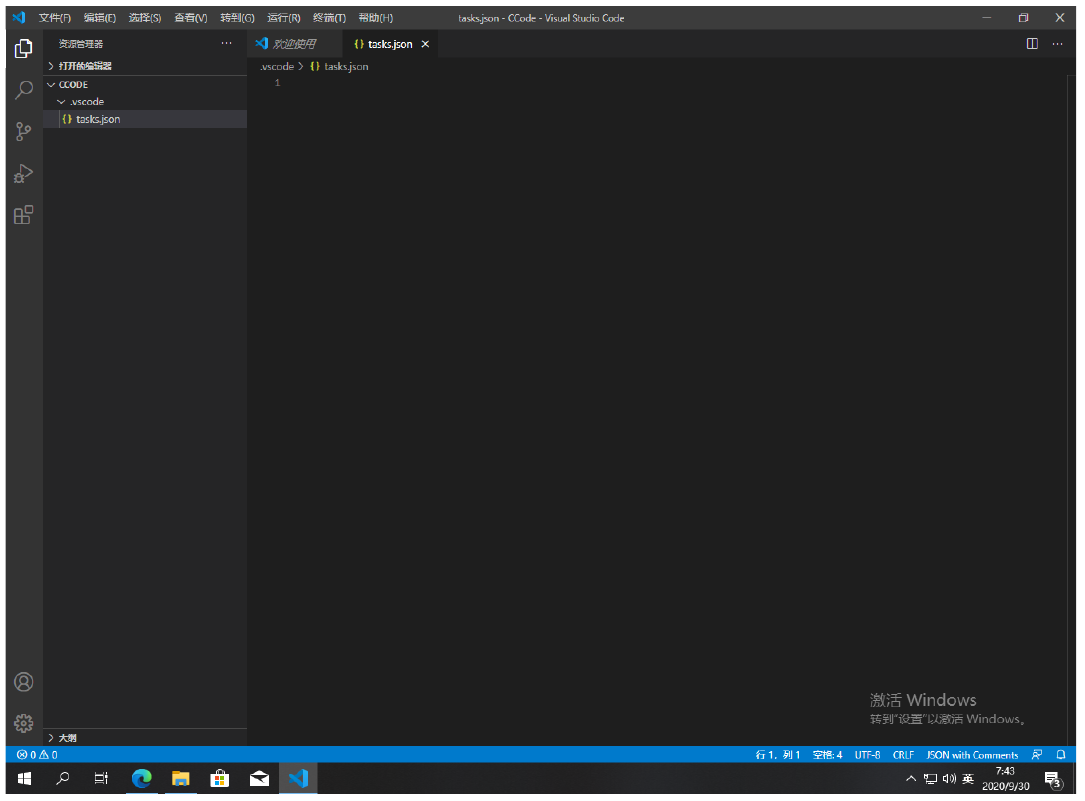 文件(F) 编辑(E) 选择(S) 查看(V) 转到(G) 运行(R) 终端(T) 帮助(H) tasks.json - CCode - Visual Studio Code
资源管理器 ··· 欢迎使用 {} tasks.json
打开的编辑器 .vscode > {} tasks.json
CCODE 1
.vscode
{} tasks.json
激活 Windows
转到"设置"以激活 Windows。
大纲
0 0 行 1，列 1 空格: 4 UTF-8 CRLF JSON with Comments
英 7:43
2020/9/30 3